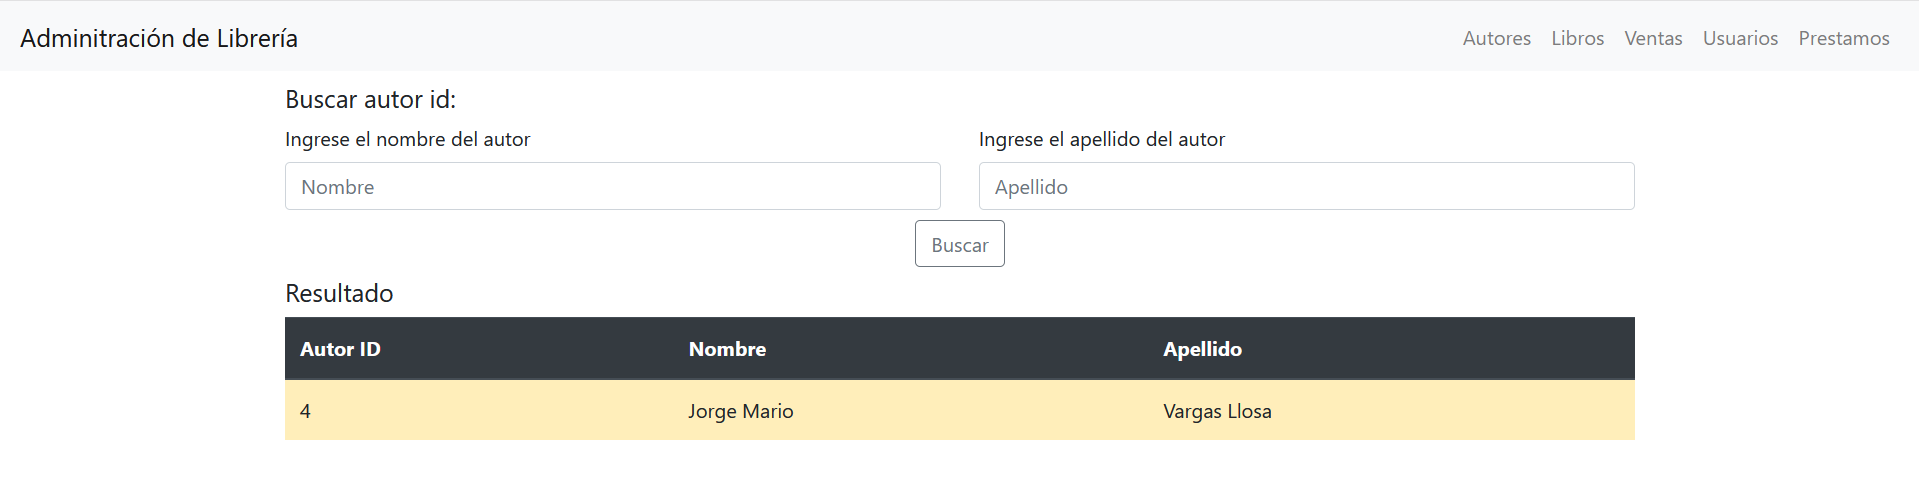 Adminitración de Librería
Autores Libros Ventas Usuarios Prestamos
Buscar autor id:
Ingrese el nombre del autor
Ingrese el apellido del autor
Nombre
Apellido
Buscar
Resultado
Autor ID Nombre Apellido
4 Jorge Mario Vargas Llosa